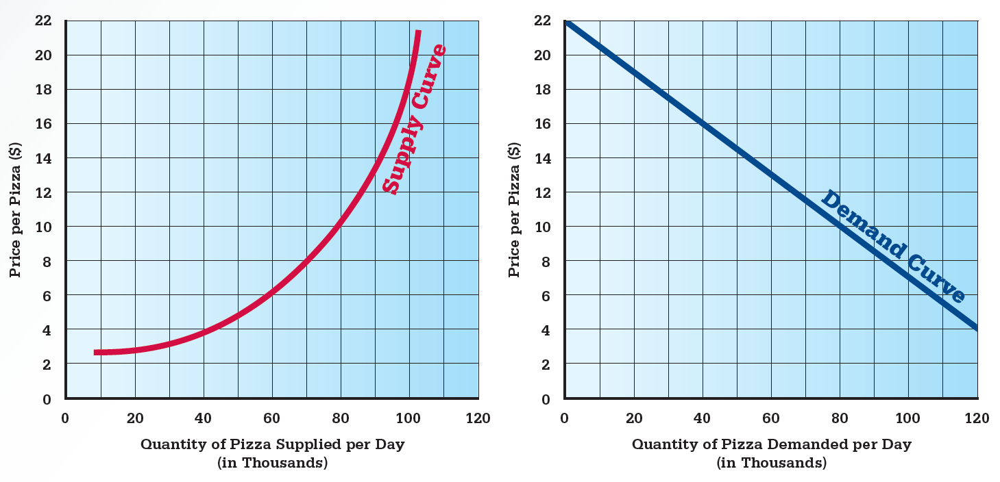 22
20
18
16
14
12
10
8
6
4
2
0
Price per Pizza ($)
Supply Curve
0 20 40 60 80 100 120
Quantity of Pizza Supplied per Day
(in Thousands)
22
20
18
16
14
12
10
8
6
4
2
0
Price per Pizza ($)
Demand Curve
0 20 40 60 80 100 120
Quantity of Pizza Demanded per Day
(in Thousands)